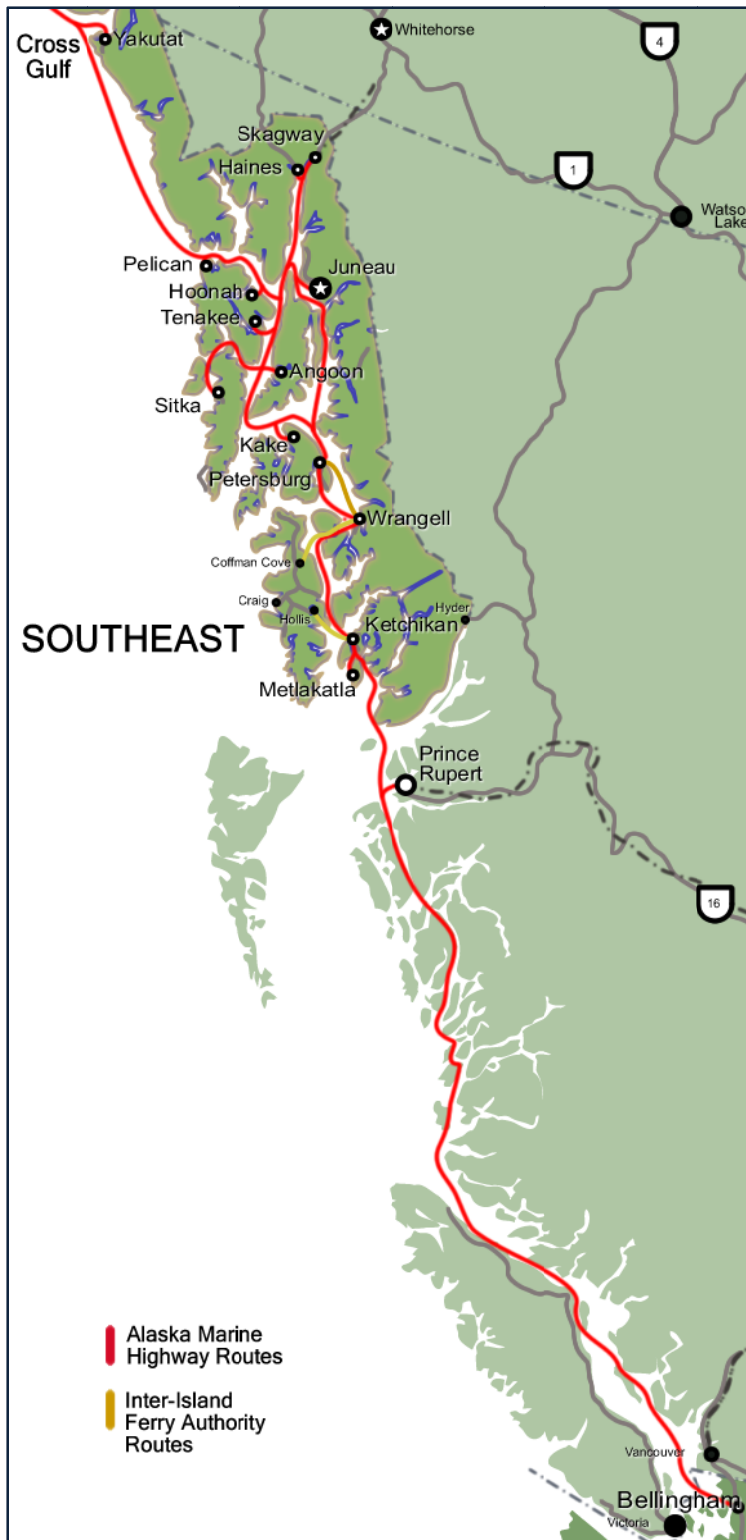 Cross
Gulf
Yakutat
Whitehorse
4
Skagway
Haines
1
Watso
Lake
Pelican
Juneau
Hoonah
Tenakee
Angoon
Sitka
Kake
Petersburg
Wrangell
Coffman Cove
Craig
Hollis
Hyder
SOUTHEAST
Ketchikan
Metlakatla
Prince
Rupert
16
Alaska Marine
Highway Routes
Inter-Island
Ferry Authority
Routes
Vancouver
Bellingham
Victoria